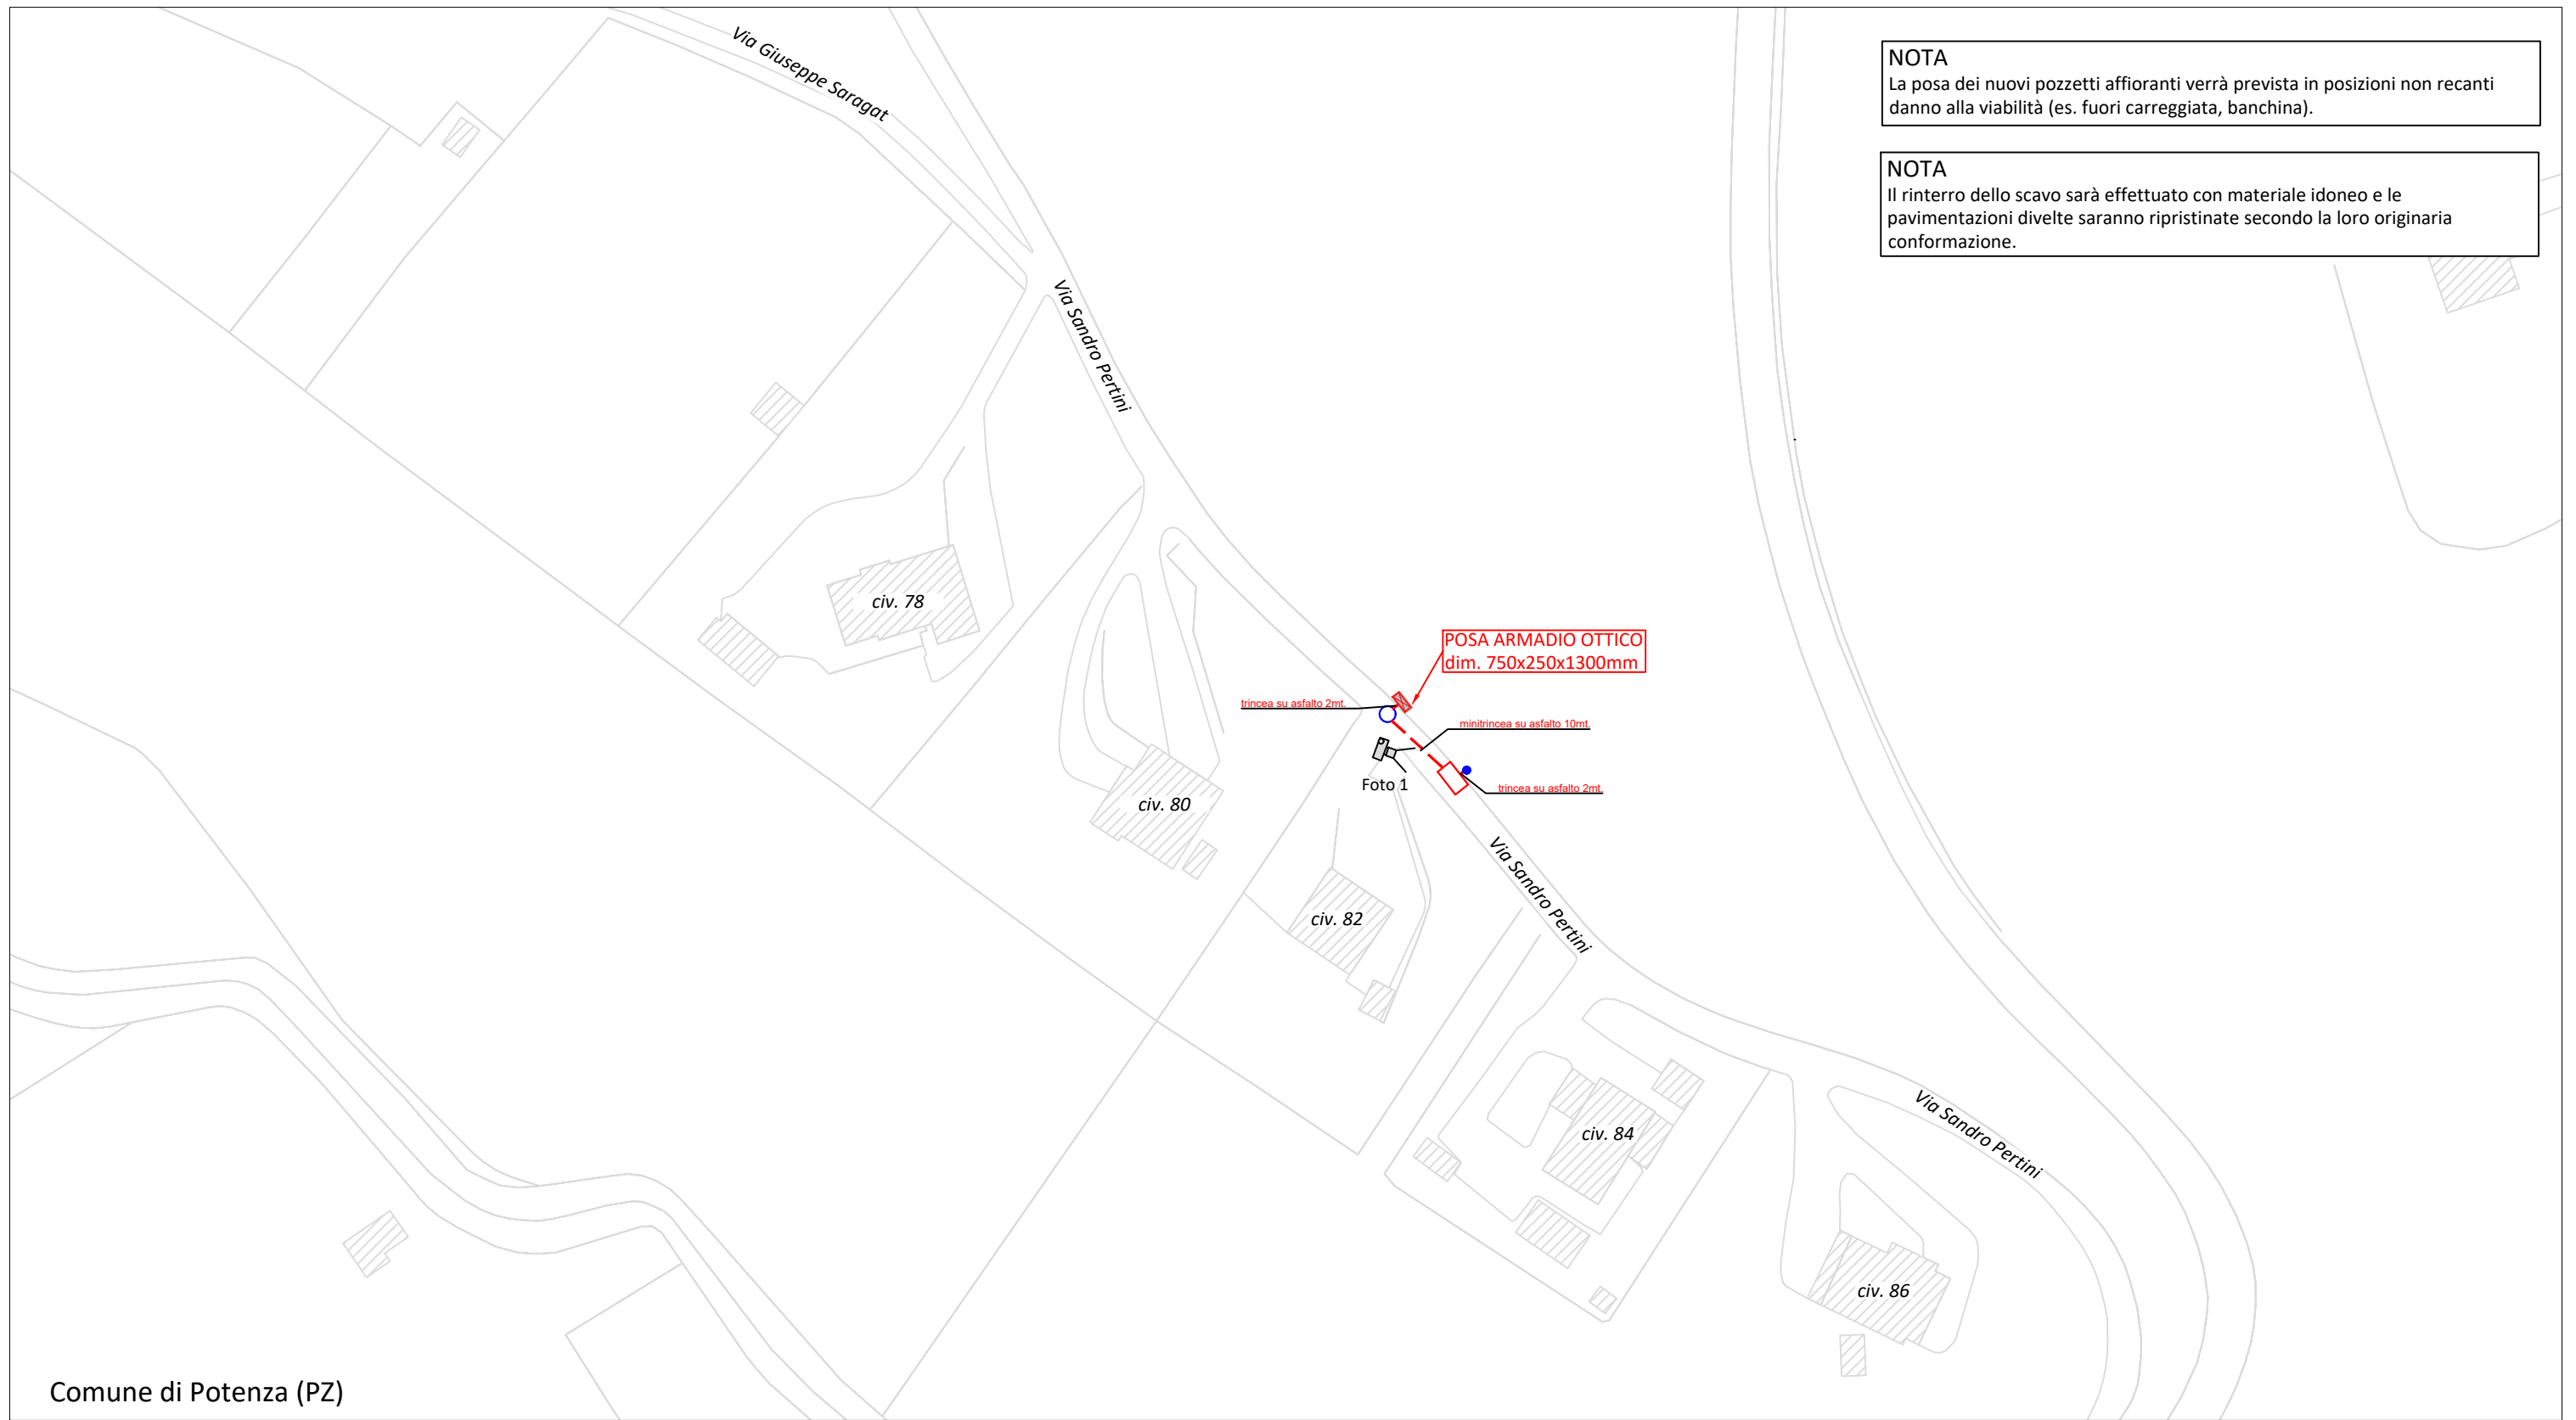 Via Giuseppe Saragat
NOTA
La posa dei nuovi pozzetti affioranti verrà prevista in posizioni non recanti
danno alla viabilità (es. fuori carreggiata, banchina).
NOTA
Il rinterro dello scavo sarà effettuato con materiale idoneo e le
pavimentazioni divelte saranno ripristinate secondo la loro originaria
conformazione.
Via Sandro Pertini
civ. 78
POSA ARMADIO OTTICO
dim. 750x250x1300mm
trincea su asfalto 2mt.
minitrincea su asfalto 10mt.
Foto 1
trincea su asfalto 2mt.
civ. 80
Via Sandro Pertini
civ. 82
civ. 84
Via Sandro Pertini
civ. 86
Comune di Potenza (PZ)